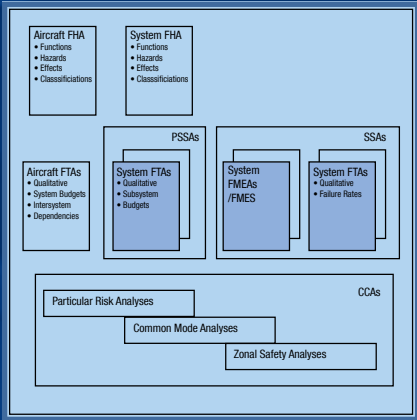 Aircraft FHA
• Functions
• Hazards
• Effects
• Classsificiations
System FHA
• Functions
• Hazards
• Effects
• Classsificiations
PSSAs
SSAs
Aircraft FTAs
• Qualitative
• System Budgets
• Intersystem
• Dependencies
System FTAs
• Qualitative
• Subsystem
• Budgets
System
FMEAs
/FMES
System FTAs
• Qualitative
• Failure Rates
CCAs
Particular Risk Analyses
Common Mode Analyses
Zonal Safety Analyses